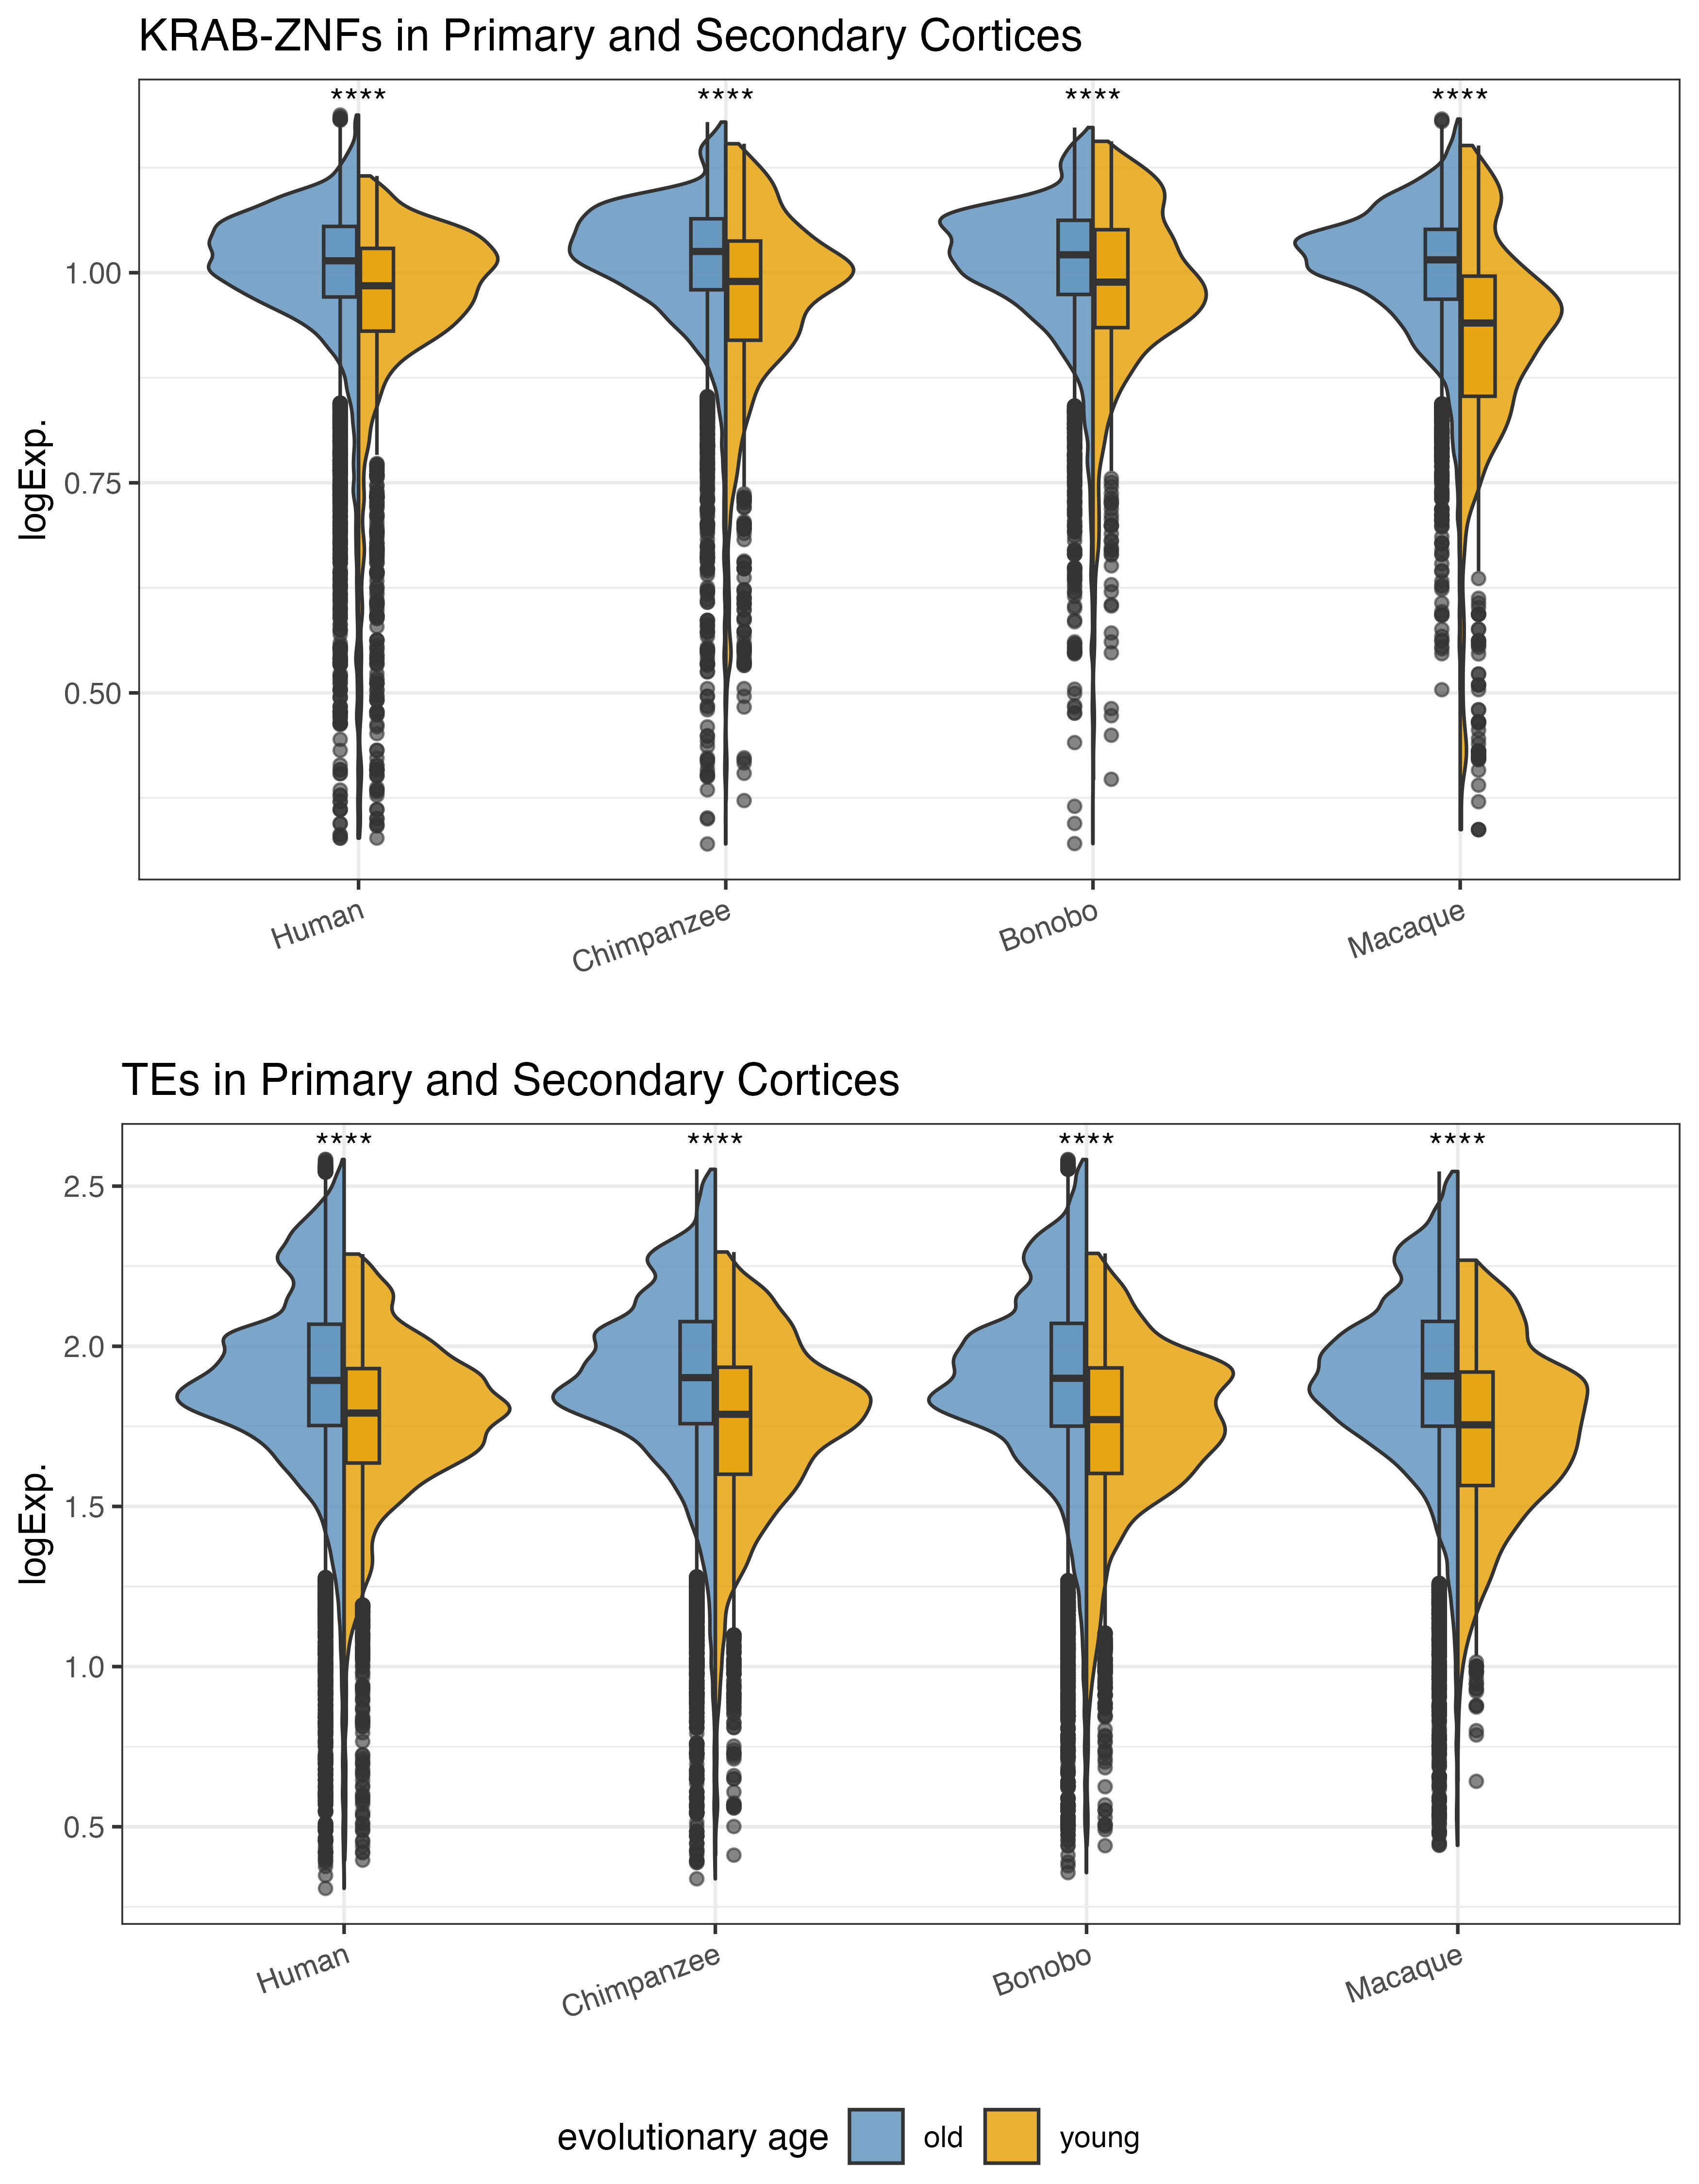 KRAB-ZNFs in Primary and Secondary Cortices
**** **** **** ****
logExp.
1.00
0.75
0.50
Human Chimpanzee Bonobo Macaque
TEs in Primary and Secondary Cortices
**** **** **** ****
logExp.
2.5
2.0
1.5
1.0
0.5
Human Chimpanzee Bonobo Macaque
evolutionary age old young